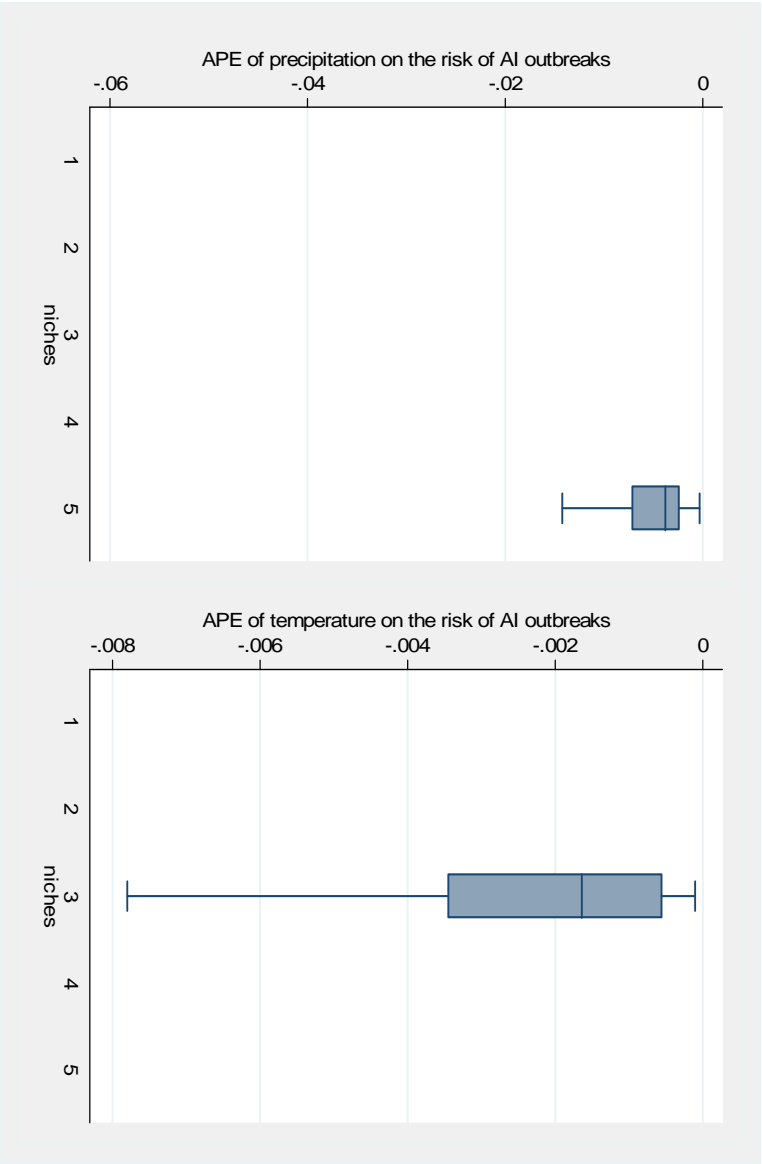 APE of precipitation on the risk of AI outbreaks
-.06 -.04 -.02 0
1
2
3
4
5
niches
APE of temperature on the risk of AI outbreaks
-.008 -.006 -.004 -.002 0
1
2
3
4
5
niches